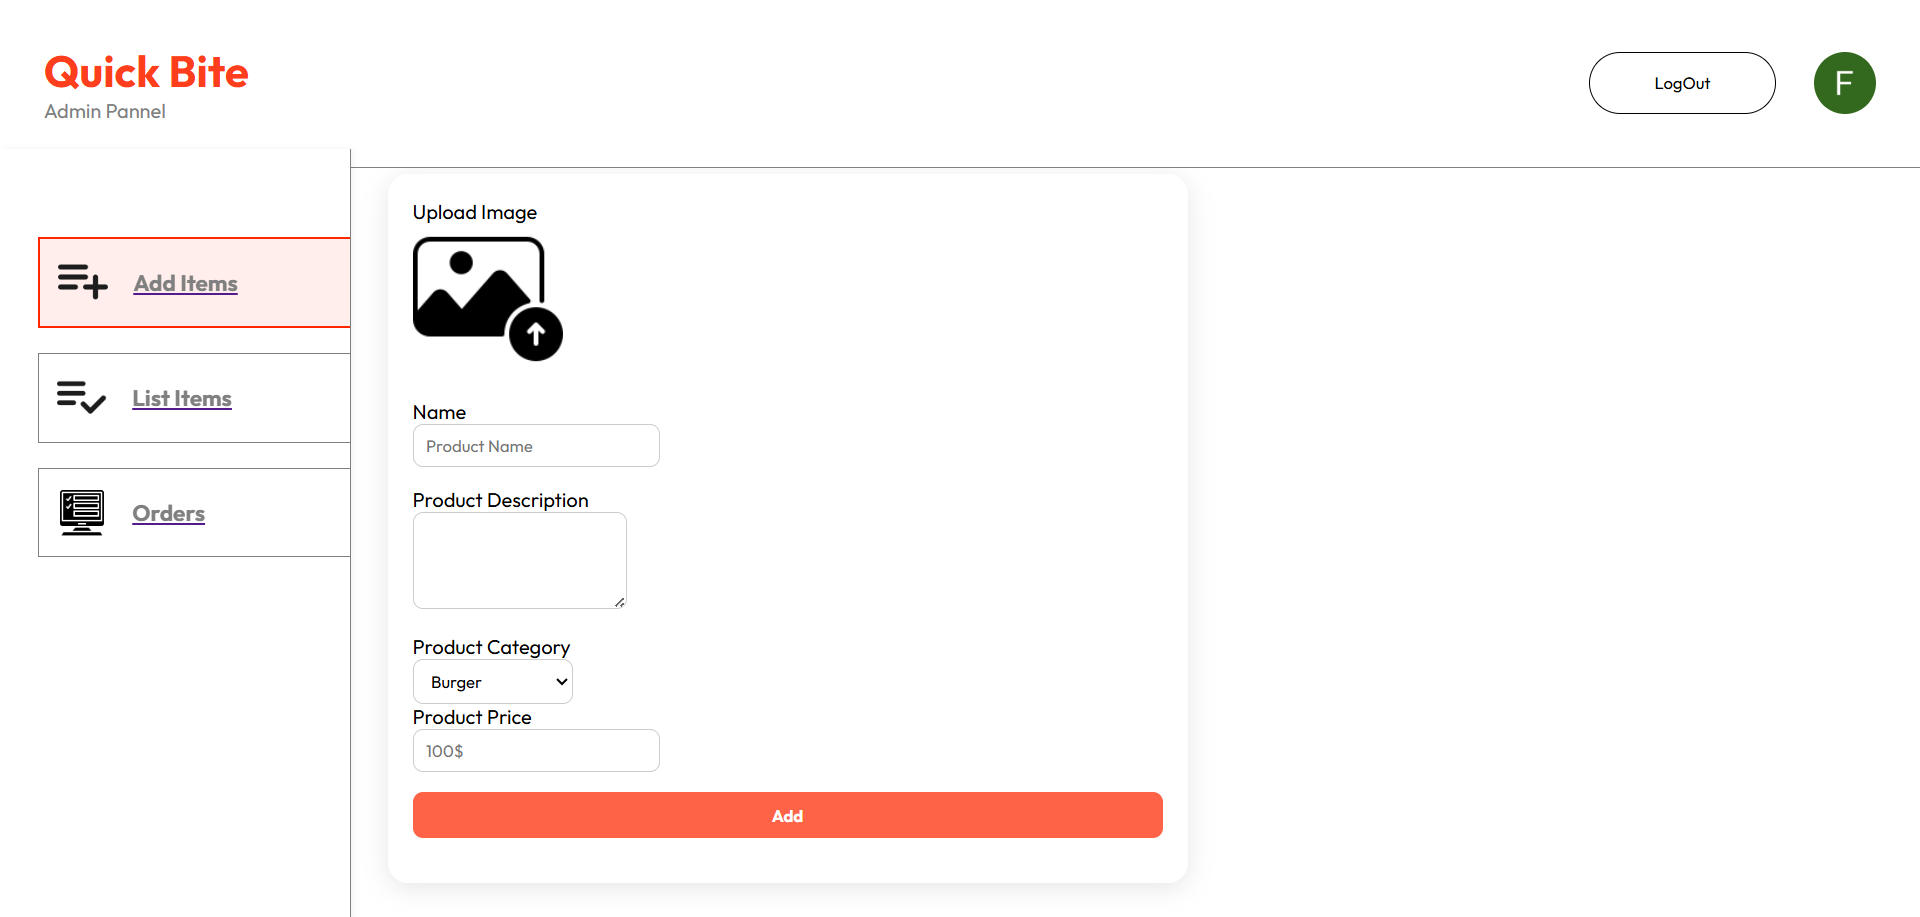 Quick Bite
Admin Pannel
LogOut
F
Add Items
List Items
Orders
Upload Image
Name
Product Name
Product Description
Product Category
Burger
Product Price
100$
Add